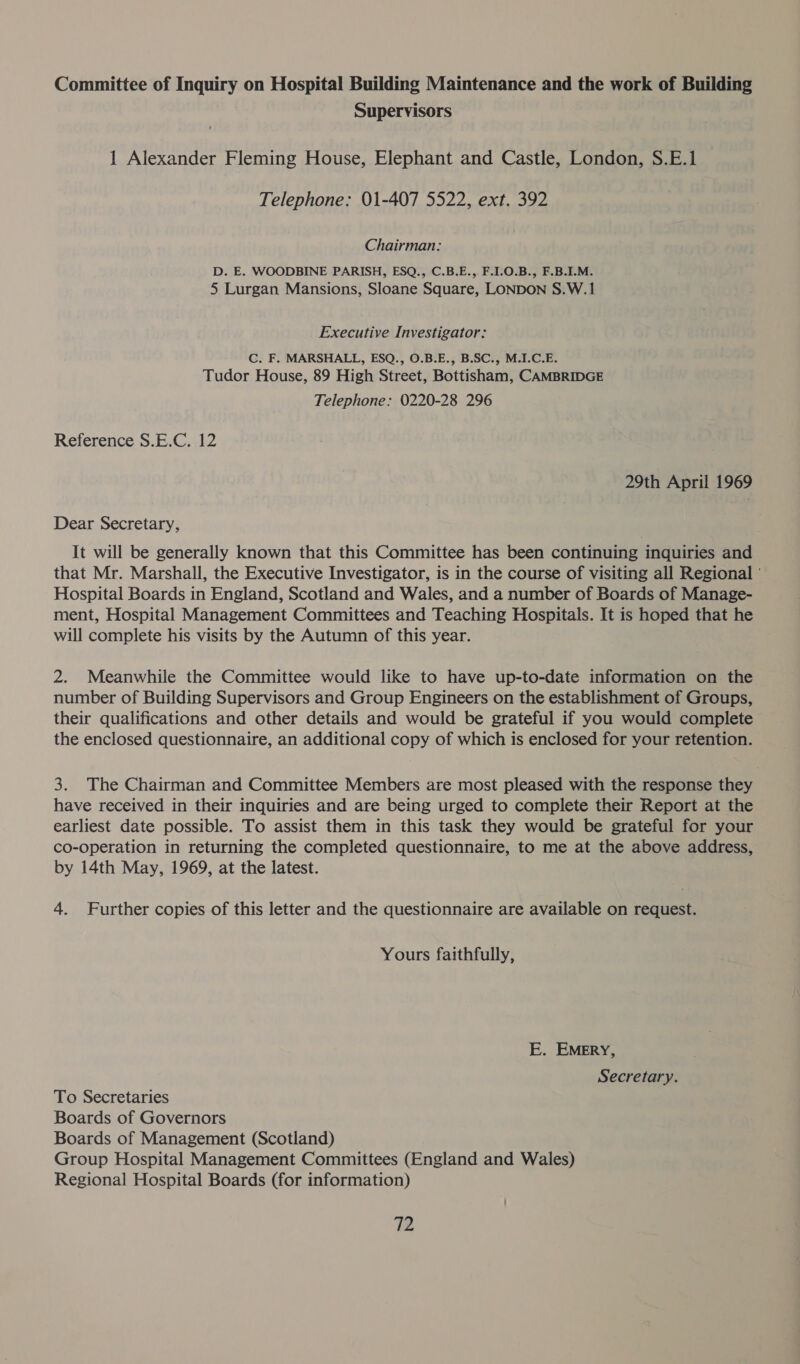 Committee of Inquiry on Hospital Building Maintenance and the work of Building
Supervisors
1 Alexander Fleming House, Elephant and Castle, London, S.E.1
Telephone: 01-407 5522, ext. 392
Chairman:
D. E. WOODBINE PARISH, ESQ., C.B.E., F.I.O.B., F.B.I.M.
5 Lurgan Mansions, Sloane Square, LONDON S.W.1
Executive Investigator:
C. F. MARSHALL, ESQ., O.B.E., B.SC., M.I.C.E.
Tudor House, 89 High Street, Bottisham, CAMBRIDGE
Telephone: 0220-28 296
Reference S.E.C. 12
29th April 1969
Dear Secretary,
It will be generally known that this Committee has been continuing inquiries and
that Mr. Marshall, the Executive Investigator, is in the course of visiting all Regional
Hospital Boards in England, Scotland and Wales, and a number of Boards of Manage-
ment, Hospital Management Committees and Teaching Hospitals. It is hoped that he
will complete his visits by the Autumn of this year.
2. Meanwhile the Committee would like to have up-to-date information on the
number of Building Supervisors and Group Engineers on the establishment of Groups,
their qualifications and other details and would be grateful if you would complete
the enclosed questionnaire, an additional copy of which is enclosed for your retention.
3. The Chairman and Committee Members are most pleased with the response they
have received in their inquiries and are being urged to complete their Report at the
earliest date possible. To assist them in this task they would be grateful for your
co-operation in returning the completed questionnaire, to me at the above address,
by 14th May, 1969, at the latest.
4. Further copies of this letter and the questionnaire are available on request.
Yours faithfully,
E. EMERY,
Secretary.
To Secretaries
Boards of Governors
Boards of Management (Scotland)
Group Hospital Management Committees (England and Wales)
Regional Hospital Boards (for information)
72